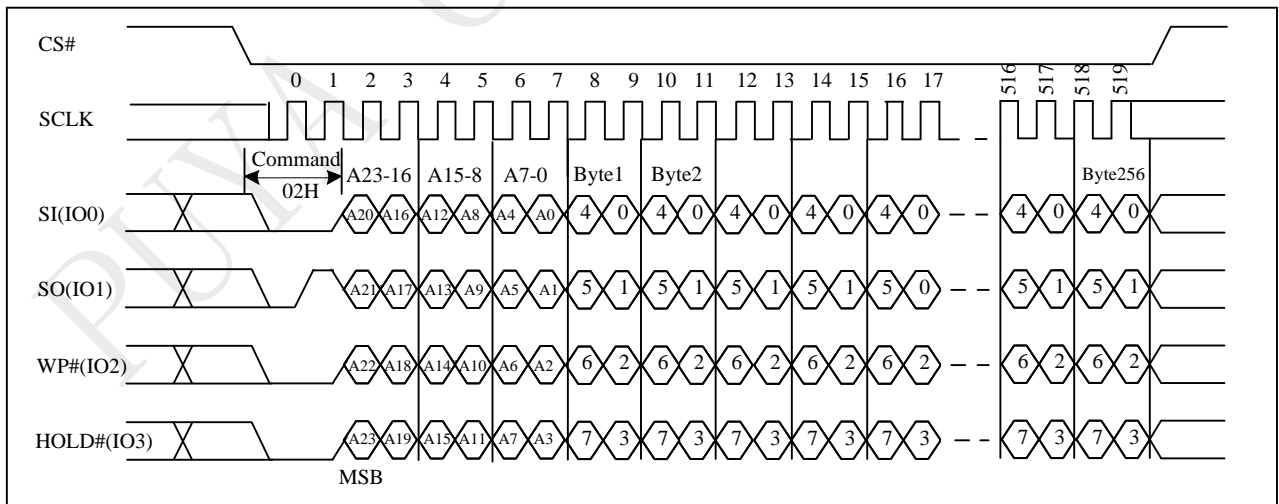 CS#
0 1 2 3 4 5 6 7 8 9 10 11 12 13 14 15 16 17 516 517 518 519
SCLK
Command
02H
A23-16 A15-8 A7-0 Byte1 Byte2 Byte256
SI(IO0) A20 A16 A12 A8 A4 A0 4 0 4 0 4 0 4 0 4 0 4 0 4 0
SO(IO1) A21 A17 A13 A9 A5 A1 5 1 5 1 5 1 5 1 5 0 5 1 5 1
WP#(IO2) A22 A18 A14 A10 A6 A2 6 2 6 2 6 2 6 2 6 2 6 2 6 2
HOLD#(IO3) A23 A19 A15 A11 A7 A3 7 3 7 3 7 3 7 3 7 3 7 3 7 3
MSB
PUYA